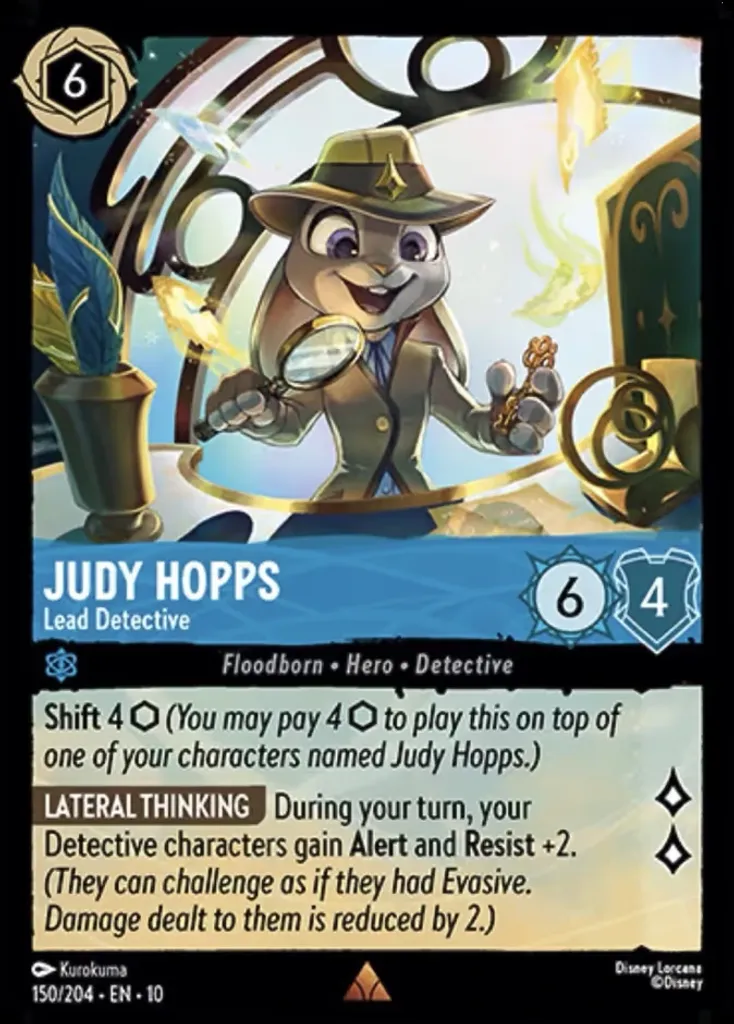 6
JUDY HOPPS
Lead Detective
6
4
Floodborn • Hero • Detective
Shift 4 ⬡ (You may pay 4 ⬡ to play this on top of
one of your characters named Judy Hopps.)
LATERAL THINKING During your turn, your
Detective characters gain Alert and Resist +2.
(They can challenge as if they had Evasive.
Damage dealt to them is reduced by 2.)
Kurokuma
150/204 • EN • 10
Disney Lorcana
©Disney